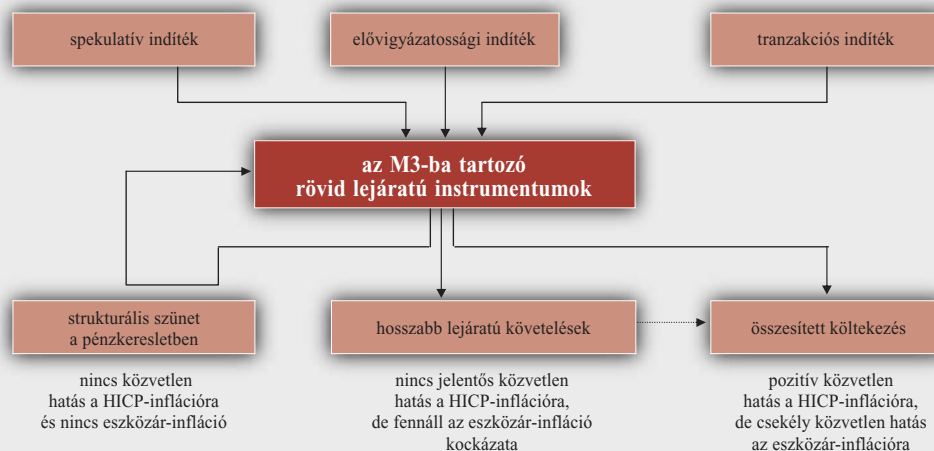 spekulatív indíték
elővigyázatossági indíték
tranzakciós indíték
az M3-ba tartozó
rövid lejáratú instrumentumok
strukturális szünet
a pénzkeresletben
hosszabb lejáratú követelések
összesített költekezés
nincs közvetlen
hatás a HICP-inflációra
és nincs eszközár-infláció
nincs jelentős közvetlen
hatás a HICP-inflációra,
de fennáll az eszközár-infláció
kockázata
pozitív közvetlen
hatás a HICP-inflációra,
de csekély közvetlen hatás
az eszközár-inflációra